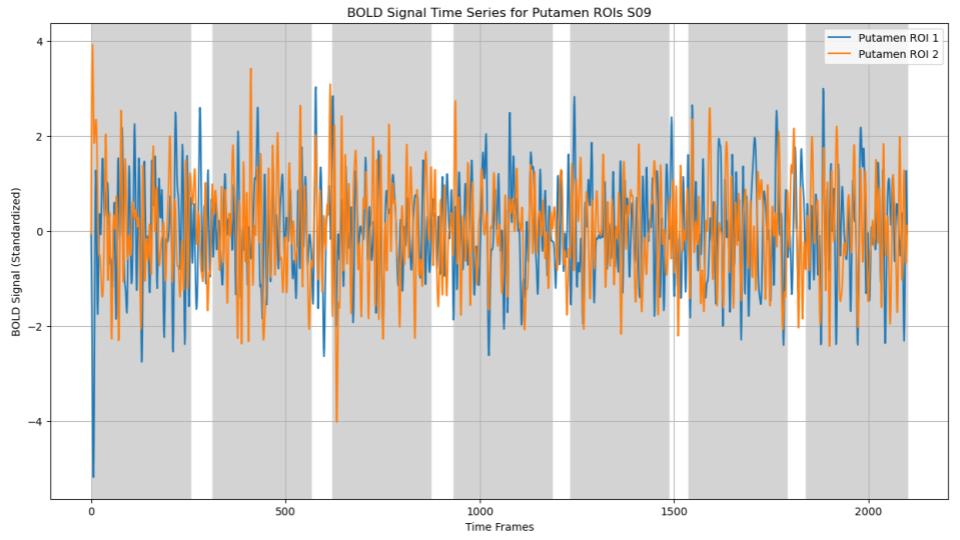 BOLD Signal Time Series for Putamen ROIs S09
Putamen ROI 1
Putamen ROI 2
BOLD Signal (Standardized)
4
2
0
−2
−4
0 500 1000 1500 2000
Time Frames